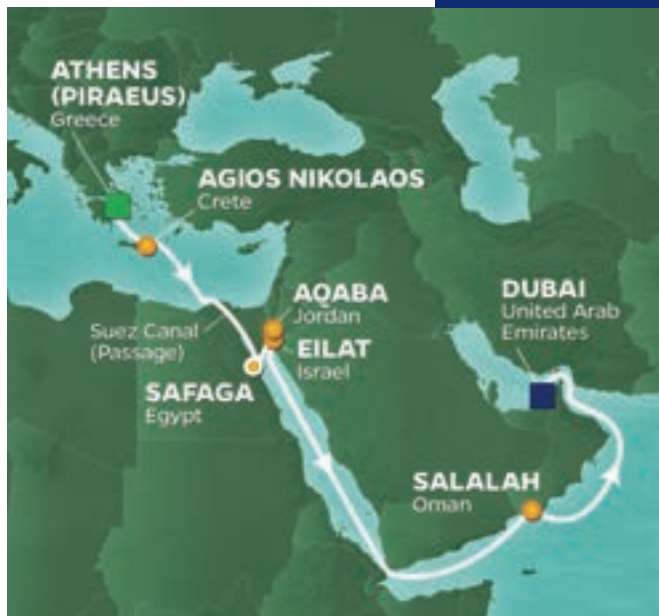 ATHENS
(PIRAEUS)
Greece
AGIOS NIKOLAOS
Crete
AQABA
Jordan
DUBAI
United Arab
Emirates
Suez Canal
(Passage)
EILAT
Israel
SAFAGA
Egypt
SALALAH
Oman